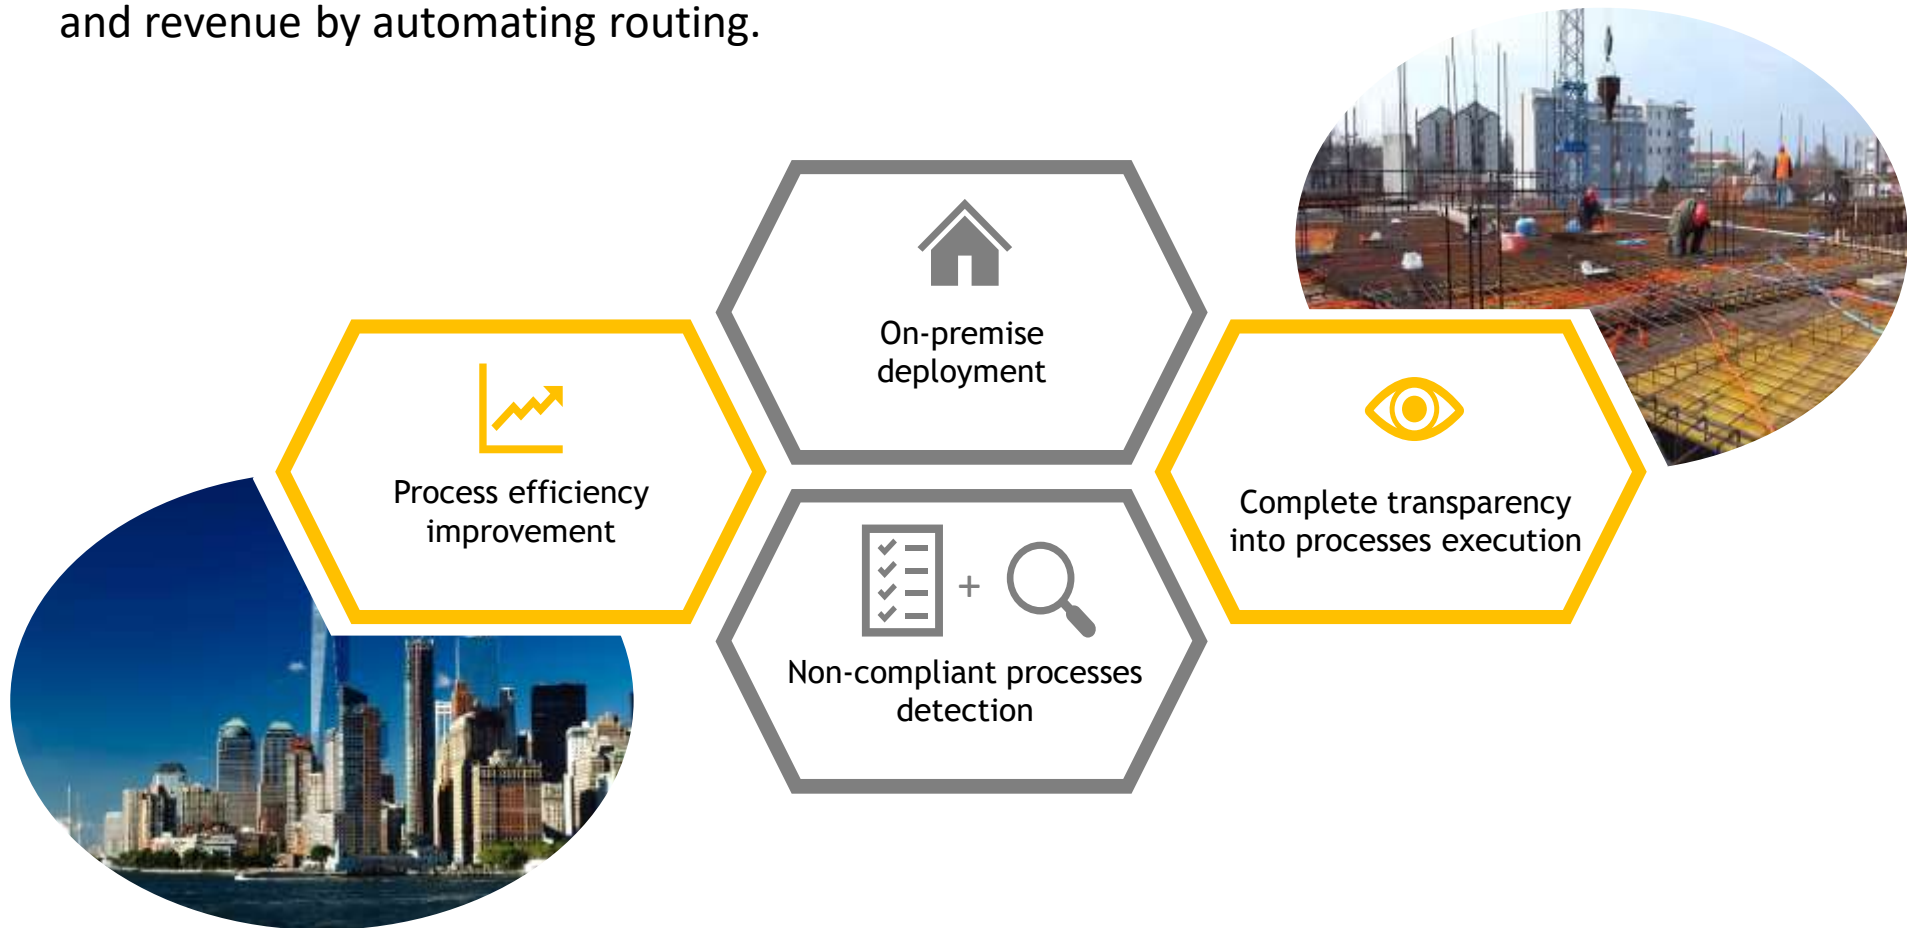 and revenue by automating routing.
On-premise
deployment
Process efficiency
improvement
Complete transparency
into processes execution
+
Non-compliant processes
detection